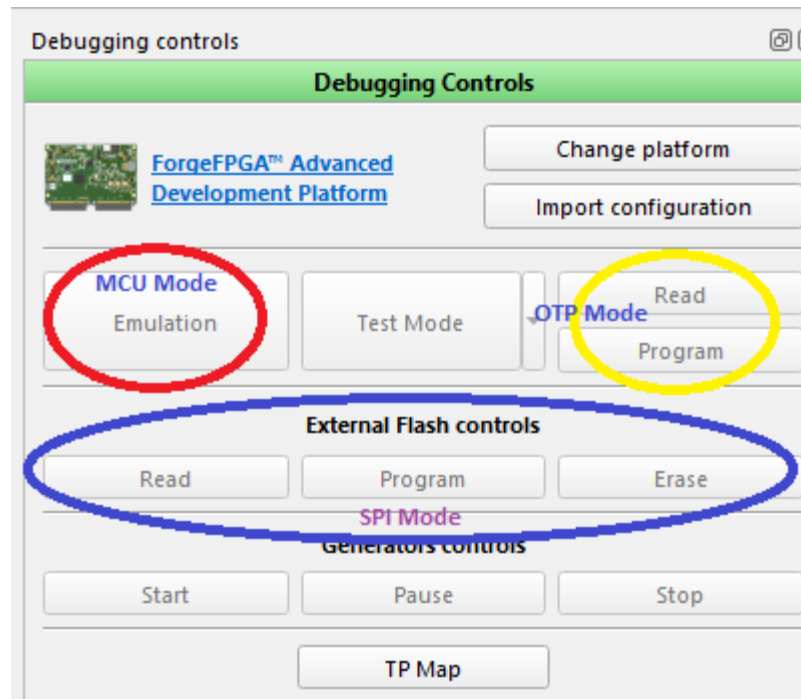 Debugging controls
Debugging Controls
ForgeFPGA™ Advanced
Development Platform
Change platform
Import configuration
MCU Mode
Emulation
Test Mode
OTP Mode
Read
Program
External Flash controls
Read Program Erase
SPI Mode
Generators controls
Start Pause Stop
TP Map